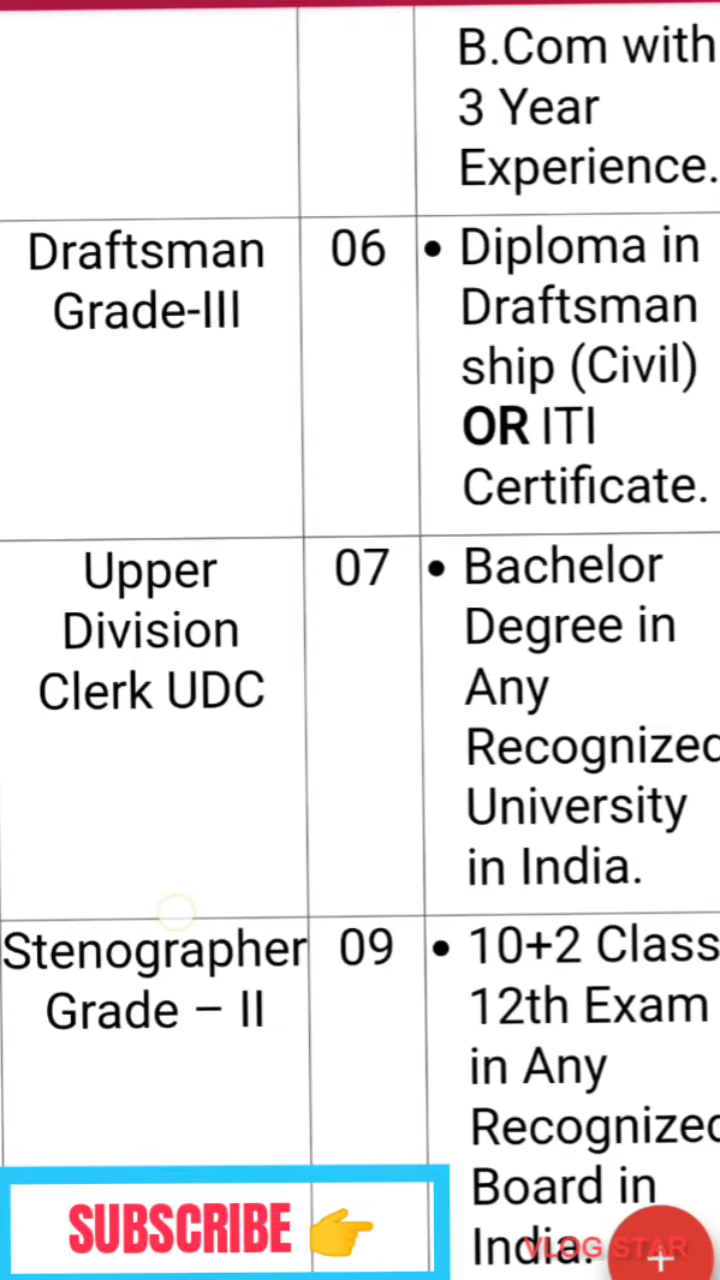 B.Com with
3 Year
Experience.
Draftsman
Grade-III
06
• Diploma in
Draftsman
ship (Civil)
OR ITI
Certificate.
Upper
Division
Clerk UDC
07
• Bachelor
Degree in
Any
Recognized
University
in India.
Stenographer
Grade – II
09
• 10+2 Class
12th Exam
in Any
Recognized
Board in
India.
SUBSCRIBE 👉
VLOG STAR
+